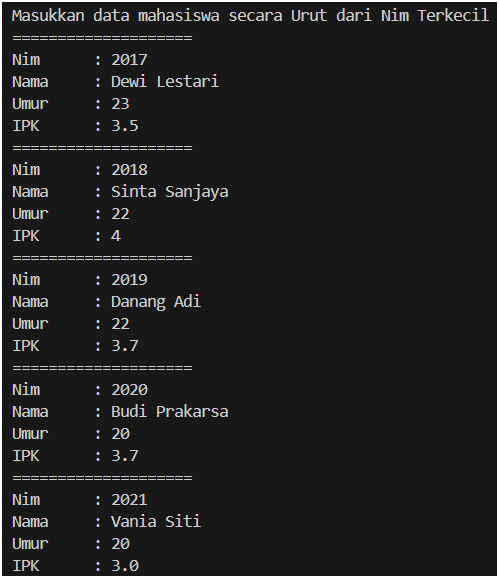 Masukkan data mahasiswa secara Urut dari Nim Terkecil
====================
Nim      : 2017
Nama     : Dewi Lestari
Umur     : 23
IPK      : 3.5
====================
Nim      : 2018
Nama     : Sinta Sanjaya
Umur     : 22
IPK      : 4
====================
Nim      : 2019
Nama     : Danang Adi
Umur     : 22
IPK      : 3.7
====================
Nim      : 2020
Nama     : Budi Prakarsa
Umur     : 20
IPK      : 3.7
====================
Nim      : 2021
Nama     : Vania Siti
Umur     : 20
IPK      : 3.0